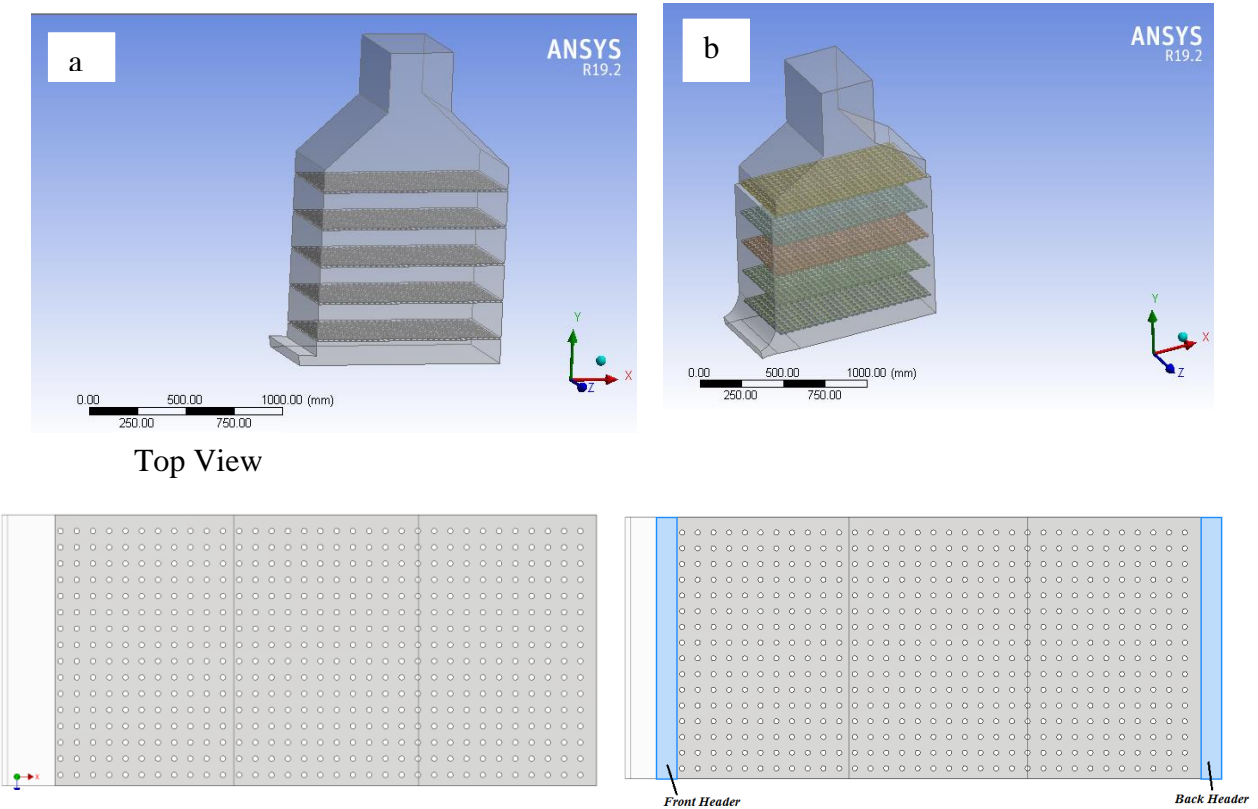 a
ANSYS
R19.2
Y
X
Z
0.00 500.00 1000.00 (mm)
250.00 750.00
b
ANSYS
R19.2
Y
X
Z
0.00 500.00 1000.00 (mm)
250.00 750.00
Top View
x
Front Header
Back Header